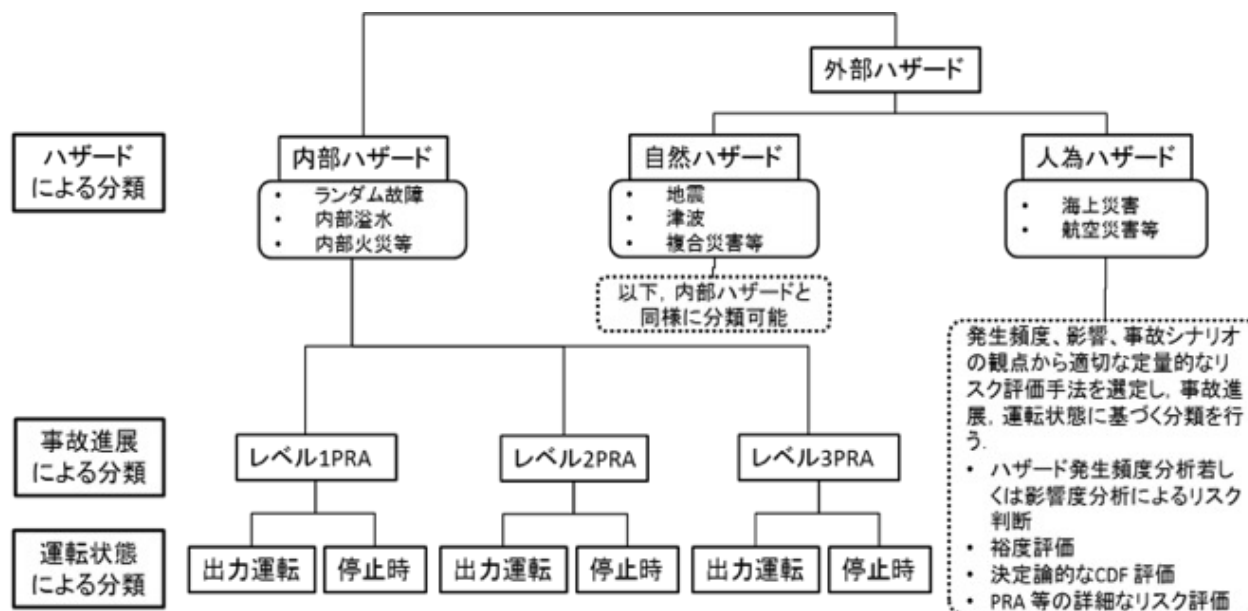 外部ハザード
ハザード
による分類
内部ハザード
・ ランダム故障
・ 内部溢水
・ 内部火災等
自然ハザード
・ 地震
・ 津波
・ 複合災害等
人為ハザード
・ 海上災害
・ 航空災害等
以下，内部ハザードと
同様に分類可能
発生頻度、影響、事故シナリオ
の観点から適切な定量的なリ
スク評価手法を選定し，事故進
展，運転状態に基づく分類を行
う．
・ ハザード発生頻度分析若し
くは影響度分析によるリスク
判断
・ 裕度評価
・ 決定論的なCDF 評価
・ PRA 等の詳細なリスク評価
事故進展
による分類
レベル1PRA
レベル2PRA
レベル3PRA
運転状態
による分類
出力運転
停止時
出力運転
停止時
出力運転
停止時